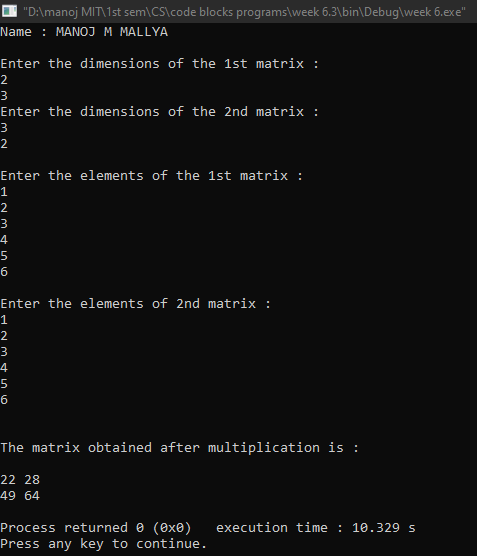 "D:\manoj MIT\1st sem\CS\code blocks programs\week 6.3\bin\Debug\week 6.exe"
Name : MANOJ M MALLYA
Enter the dimensions of the 1st matrix :
2
3
Enter the dimensions of the 2nd matrix :
3
2
Enter the elements of the 1st matrix :
1
2
3
4
5
6
Enter the elements of 2nd matrix :
1
2
3
4
5
6
The matrix obtained after multiplication is :
22 28
49 64
Process returned 0 (0x0)   execution time : 10.329 s
Press any key to continue.